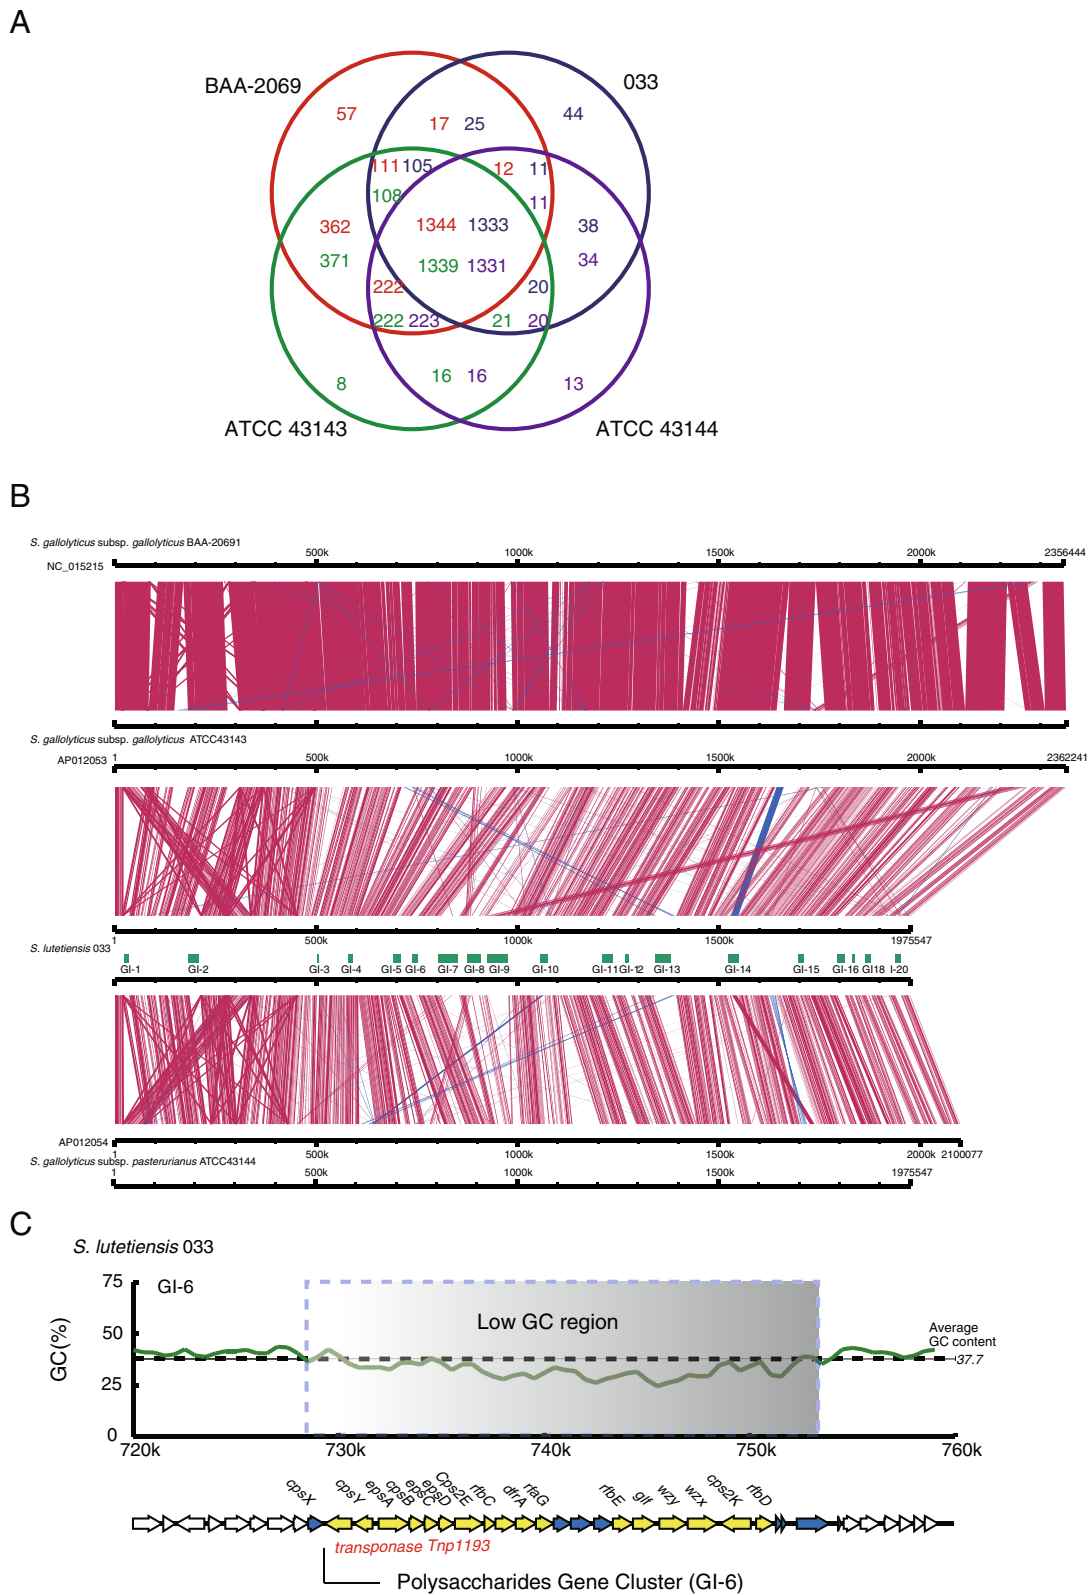 A
BAA-2069
033
57
17 25
44
111 105
12 11
108
11
362
1344 1333
38
371
1339 1331
34
222
20
222 223
21 20
8
16 16
13
ATCC 43143
ATCC 43144
B
S. gallolyticus subsp. gallolyticus BAA-20691
500k 1000k 1500k 2000k 2356444
NC_015215
S. gallolyticus subsp. gallolyticus ATCC43143
AP012053 1 500k 1000k 1500k 2000k 2362241
1 500k 1000k 1500k 1975547
S. lutetiensis 033
GI-1 GI-2 GI-3 GI-4 GI-5 GI-6 GI-7 GI-8 GI-9 GI-10 GI-11 GI-12 GI-13 GI-14 GI-15 GI-16 GI18 I-20
AP012054
1 500k 1000k 1500k 2000k 2100077
S. gallolyticus subsp. pasterurianus ATCC43144
1 500k 1000k 1500k 1975547
C
S. lutetiensis 033
75
GI-6
Low GC region
50
Average
GC content
37.7
GC(%)
25
0
720k 730k 740k 750k 760k
cpsX cpsY epsA cpsB epsC epsD Cps2E rfbC dfrA rfaG rfbE glf wzy wzx cps2K rfbD
transponase Tnp1193
Polysaccharides Gene Cluster (GI-6)